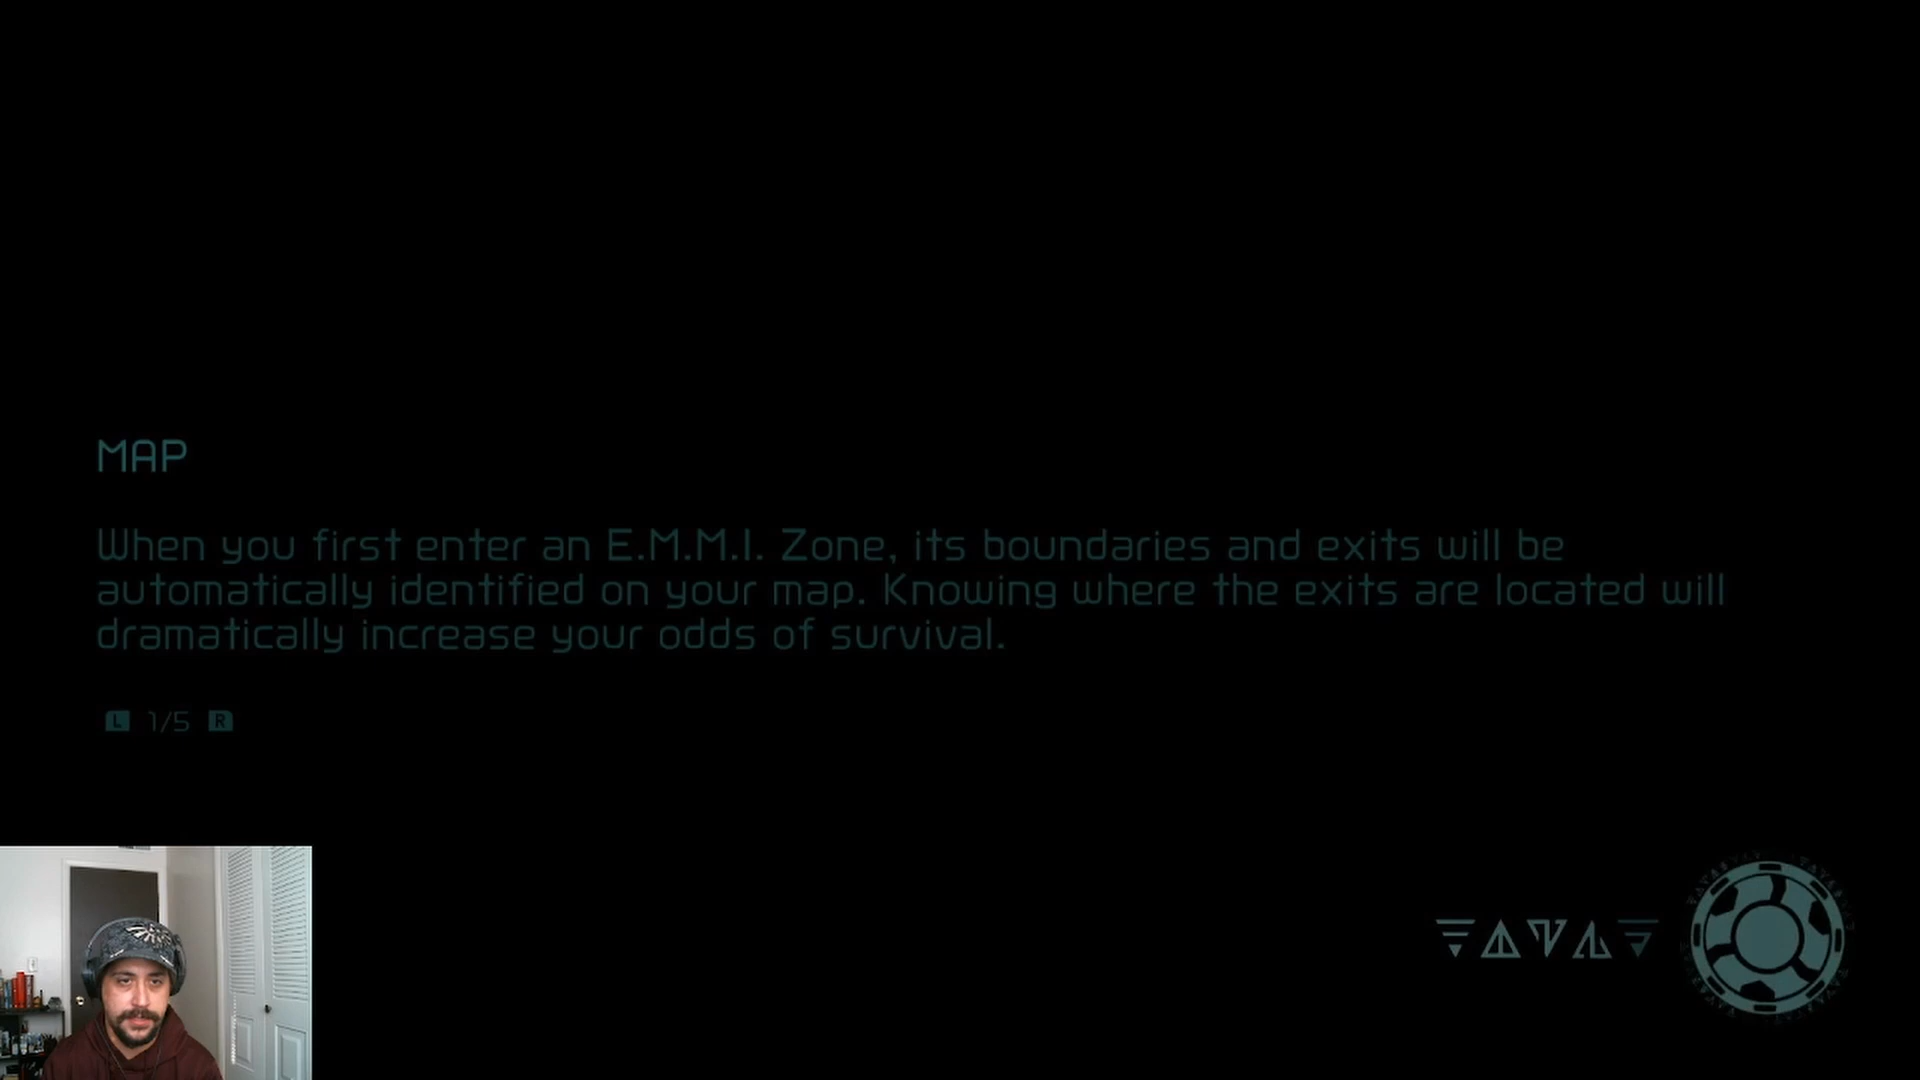 MAP
When you first enter an E.M.M.I. Zone, its boundaries and exits will be
automatically identified on your map. Knowing where the exits are located will
dramatically increase your odds of survival.
L 1/5 R